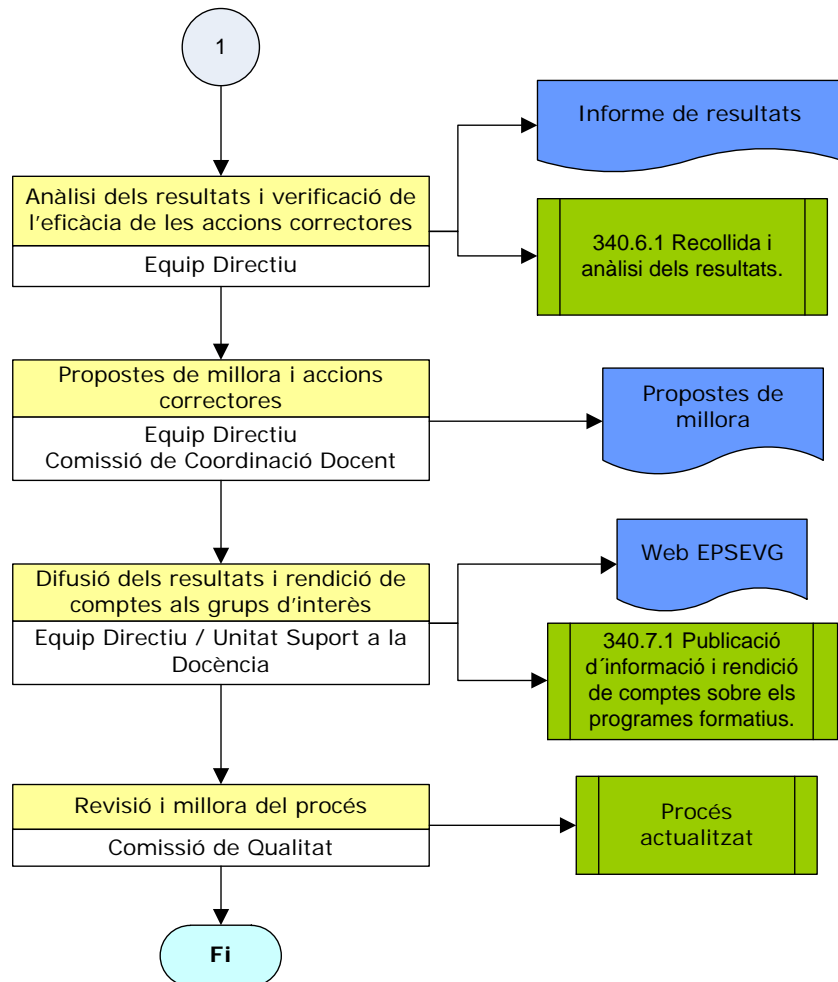 1
Informe de resultats
Anàlisi dels resultats i verificació de
l'eficàcia de les accions correctores
Equip Directiu
340.6.1 Recollida i
anàlisi dels resultats.
Propostes de millora i accions
correctores
Equip Directiu
Comissió de Coordinació Docent
Propostes de
millora
Web EPSEVG
Difusió dels resultats i rendició de
comptes als grups d'interès
Equip Directiu / Unitat Suport a la
Docència
340.7.1 Publicació
d´informació i rendició
de comptes sobre els
programes formatius.
Revisió i millora del procés
Comissió de Qualitat
Procés
actualitzat
Fi